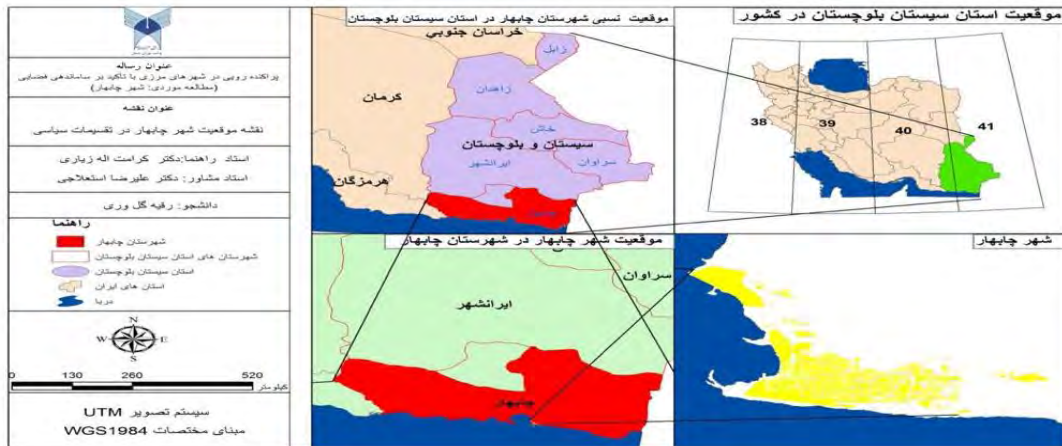 عنوان رساله
پراکنده رویی در شهرهای مرزی با تأکید بر ساماندهی فضایی
(مطالعه موردی: شهر چابهار)
عنوان نقشه
نقشه موقعیت شهر چابهار در تقسیمات سیاسی
استاد راهنما:دکتر کرامت اله زیاری
استاد مشاور: دکتر علیرضا استعلاجی
دانشجو: رقیه گل وری
راهنما
شهرستان چابهار
شهرستان های استان سیستان بلوچستان
استان سیستان بلوچستان
استان های ایران
دریا
N
W E
S
0 130 260 520
کیلومتر
سیستم تصویر UTM
مبنای مختصات WGS1984
موقعیت نسبی شهرستان چابهار در استان سیستان بلوچستان
خراسان جنوبي
زابل
کرمان
زاهدان
خاش
سیستان و بلوچستان
ایرانشهر
سراوان
هرمزگان
موقعیت استان سیستان بلوچستان در کشور
38 39 40 41
موقعیت شهر چابهار در شهرستان چابهار
سراوان
ایرانشهر
چابهار
شهر چابهار